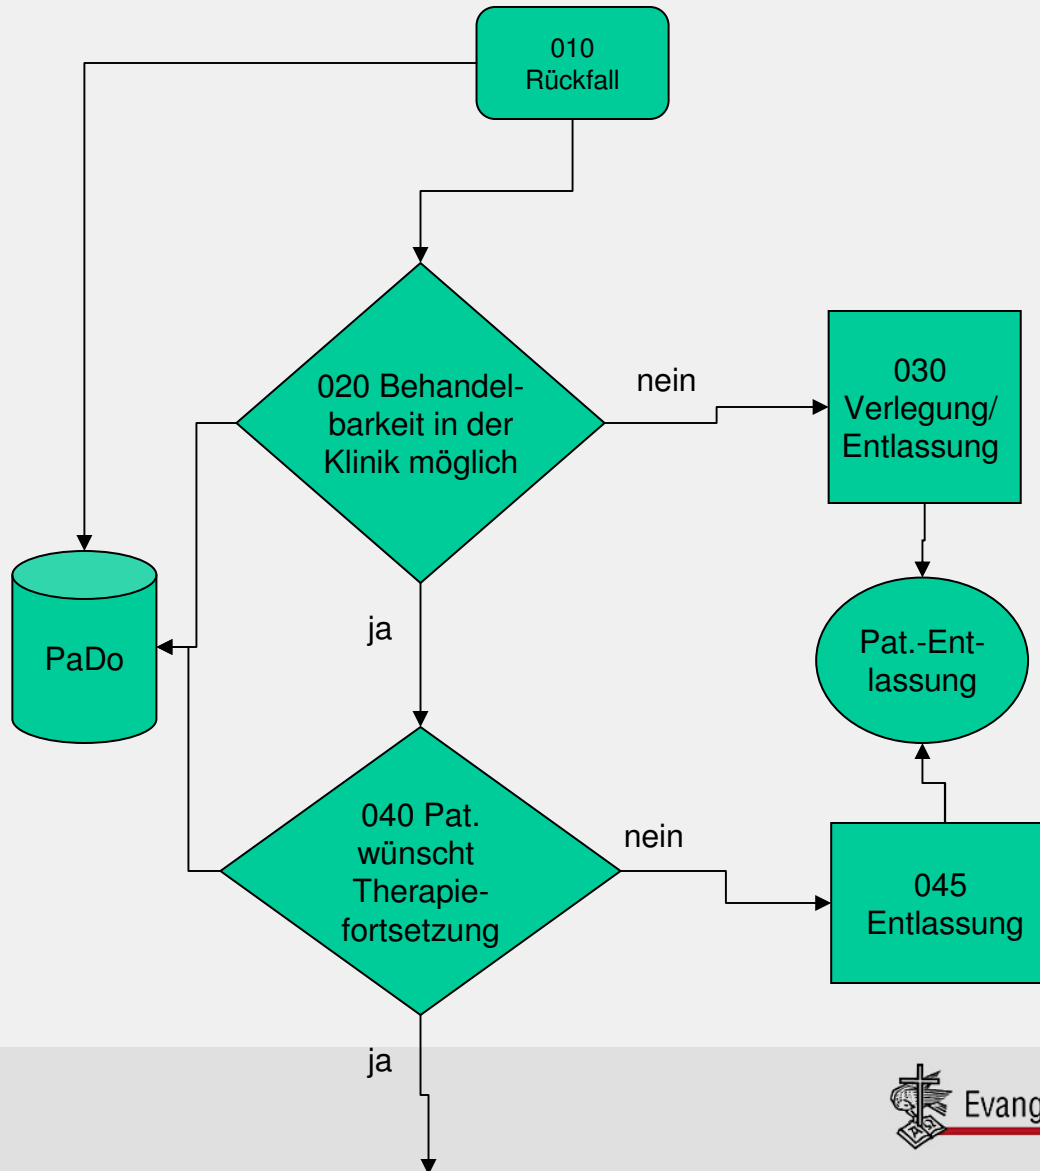 010
Rückfall
020 Behandel-
barkeit in der
Klinik möglich
nein
030
Verlegung/
Entlassung
ja
PaDo
Pat.-Ent-
lassung
040 Pat.
wünscht
Therapie-
fortsetzung
nein
045
Entlassung
ja
Evang